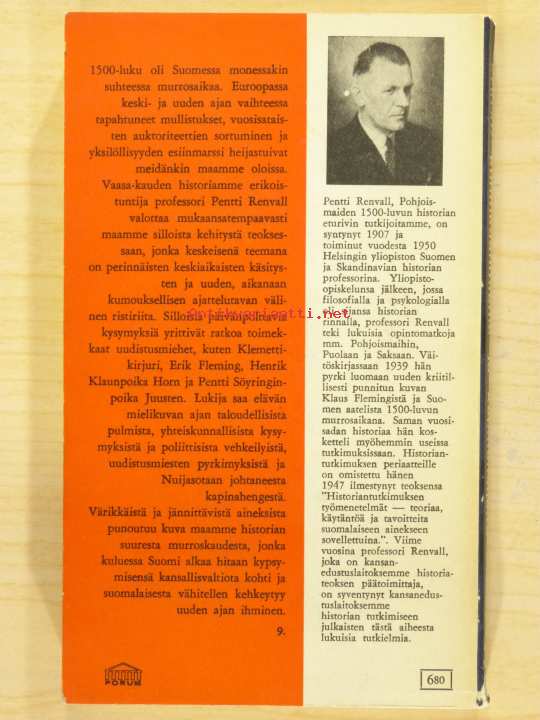 1500-luku oli Suomessa monessakin
suhteessa murrosaikaa. Euroopassa
keski- ja uuden ajan vaihteessa
tapahtuneet mullistukset, vuosisatais-
ten auktoriteettien sortuminen ja
yksilöllisyyden esiinmarssi heijastuivat
meidänkin maamme oloissa.
Vaasa-kauden historiamme erikois-
tuntija professori Pentti Renvall
valottaa mukaansatempaavasti
maamme silloista kehitystä teokses-
saan, jonka keskeisenä teemana
on perinnäisten keskiaikaisten käsitys-
ten ja uuden, aikanaan
kumouksellisen ajattelutavan väli-
nen ristiriita. Silloisia päivänpolttavia
kysymyksiä yrittivät ratkoa toimek-
kaat uudistusmiehet, kuten Klemetti-
kirjuri, Erik Fleming, Henrik
Klaunpoika Horn ja Pentti Söyringin-
poika Juusten. Lukija saa elävän
mielikuvan ajan taloudellisista
pulmista, yhteiskunnallisista kysy-
myksistä ja poliittisista vehkeilyistä,
uudistusmiesten pyrkimyksistä ja
Nuijasotaan johtaneesta
kapinahengestä.
Värikkäistä ja jännittävistä aineksista
punoutuu kuva maamme historian
suuresta murroskaudesta, jonka
kuluessa Suomi alkaa hitaan kypsy-
misensä kansallisvaltiota kohti ja
suomalaisesta vähitellen kehkeytyy
uuden ajan ihminen.
9.
FORUM
Pentti Renvall, Pohjois-
maiden 1500-luvun historian
eturivin tutkijoitamme, on
syntynyt 1907 ja
toiminut vuodesta 1950
Helsingin yliopiston Suomen
ja Skandinavian historian
professorina. Yliopisto-
opiskelunsa jälkeen, jossa
filosofialla ja psykologialla
oli sijansa historian
rinnalla, professori Renvall
teki lukuisia opintomatkoja
mm. Pohjoismaihin,
Puolaan ja Saksaan. Väi-
töskirjassaan 1939 hän
pyrki luomaan uuden kriitil-
lisesti punnitun kuvan
Klaus Flemingistä ja Suo-
men aatelista 1500-luvun
murrosaikana. Saman vuosi-
sadan historiaa hän kos-
ketteli myöhemmin useissa
tutkimuksissaan. Historian-
tutkimuksen periaatteille
on omistettu hänen
1947 ilmestynyt teoksensa
"Historiantutkimuksen
työmenetelmät — teoriaa,
käytäntöä ja tavoitteita
suomalaiseen ainekseen
sovellettuina.". Viime
vuosina professori Renvall,
joka on kansan-
edustuslaitoksemme historia-
teoksen päätoimittaja,
on syventynyt kansanedus-
tuslaitoksemme
historian tutkimiseen
julkaisten tästä aiheesta
lukuisia tutkielmia.
680